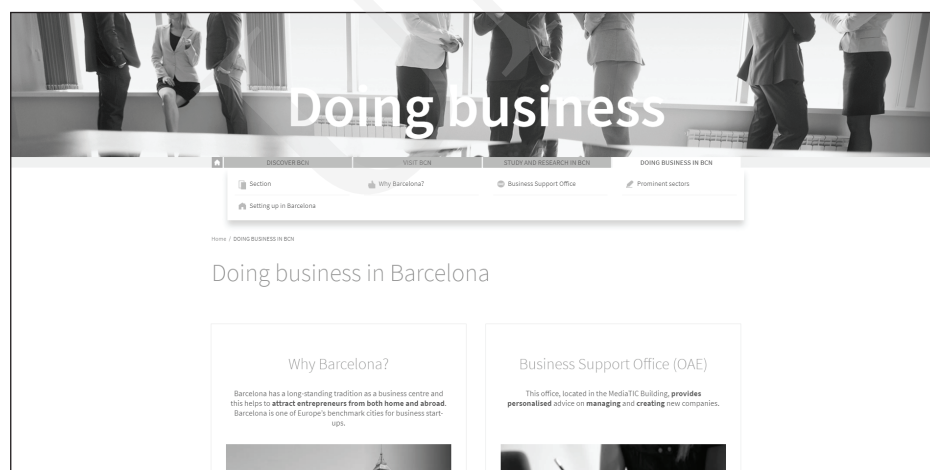 Doing business
DISCOVER BCN VISIT BCN STUDY AND RESEARCH IN BCN DOING BUSINESS IN BCN
Section Why Barcelona? Business Support Office Prominent sectors
Setting up in Barcelona
Home / DOING BUSINESS IN BCN
Doing business in Barcelona
Why Barcelona?
Barcelona has a long-standing tradition as a business centre and
this helps to attract entrepreneurs from both home and abroad.
Barcelona is one of Europe's benchmark cities for business start-
ups.
Business Support Office (OAE)
This office, located in the MediaTIC Building, provides
personalised advice on managing and creating new companies.